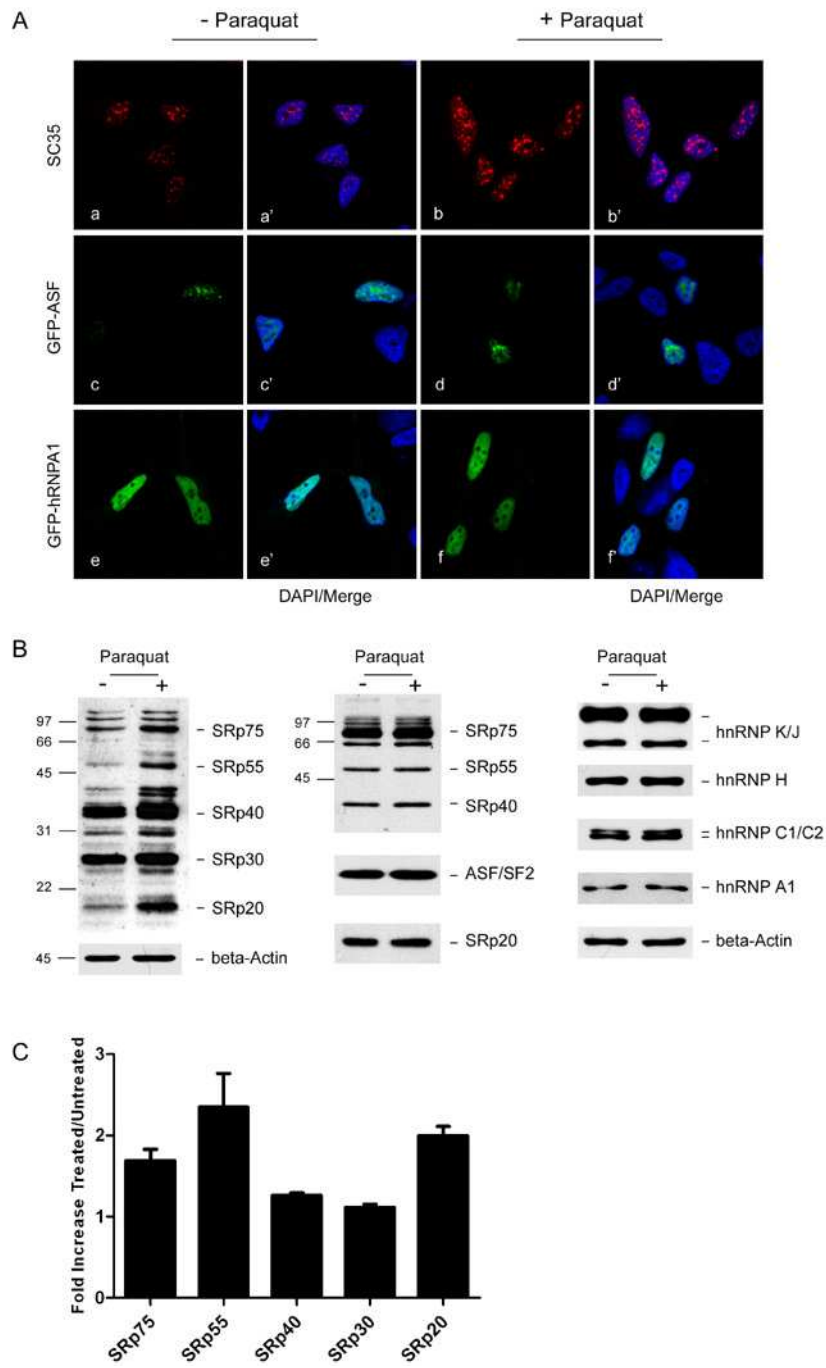 A
- Paraquat
+ Paraquat
SC35
a
a'
b
b'
GFP-ASF
c
c'
d
d'
GFP-hRNPA1
e
e'
f
f'
DAPI/Merge
DAPI/Merge
B
Paraquat
- +
97
66
45
31
22
45
SRp75
SRp55
SRp40
SRp30
SRp20
beta-Actin
Paraquat
- +
97
66
45
SRp75
SRp55
SRp40
ASF/SF2
SRp20
Paraquat
- +
hnRNP K/J
hnRNP H
hnRNP C1/C2
hnRNP A1
beta-Actin
C
Fold Increase Treated/Untreated
3
2
1
0
SRp75
SRp55
SRp40
SRp30
SRp20